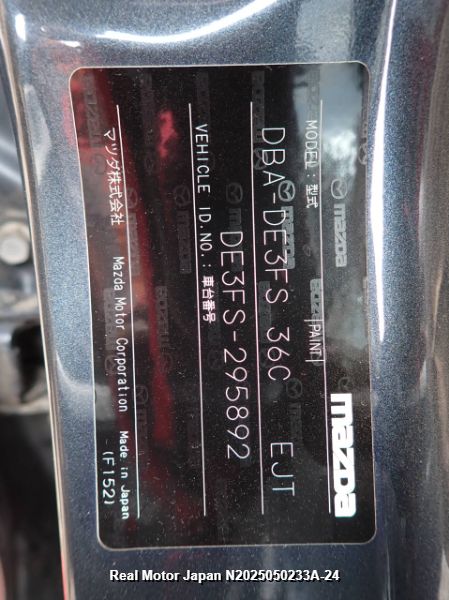 mazda
MODEL : 型式 PAINT
DBA-DE3FS 36C EJT
VEHICLE ID.NO. : 車台番号
DE3FS-295892
マツダ株式会社 Mazda Motor Corporation Made in Japan
(F152)
Real Motor Japan N2025050233A-24